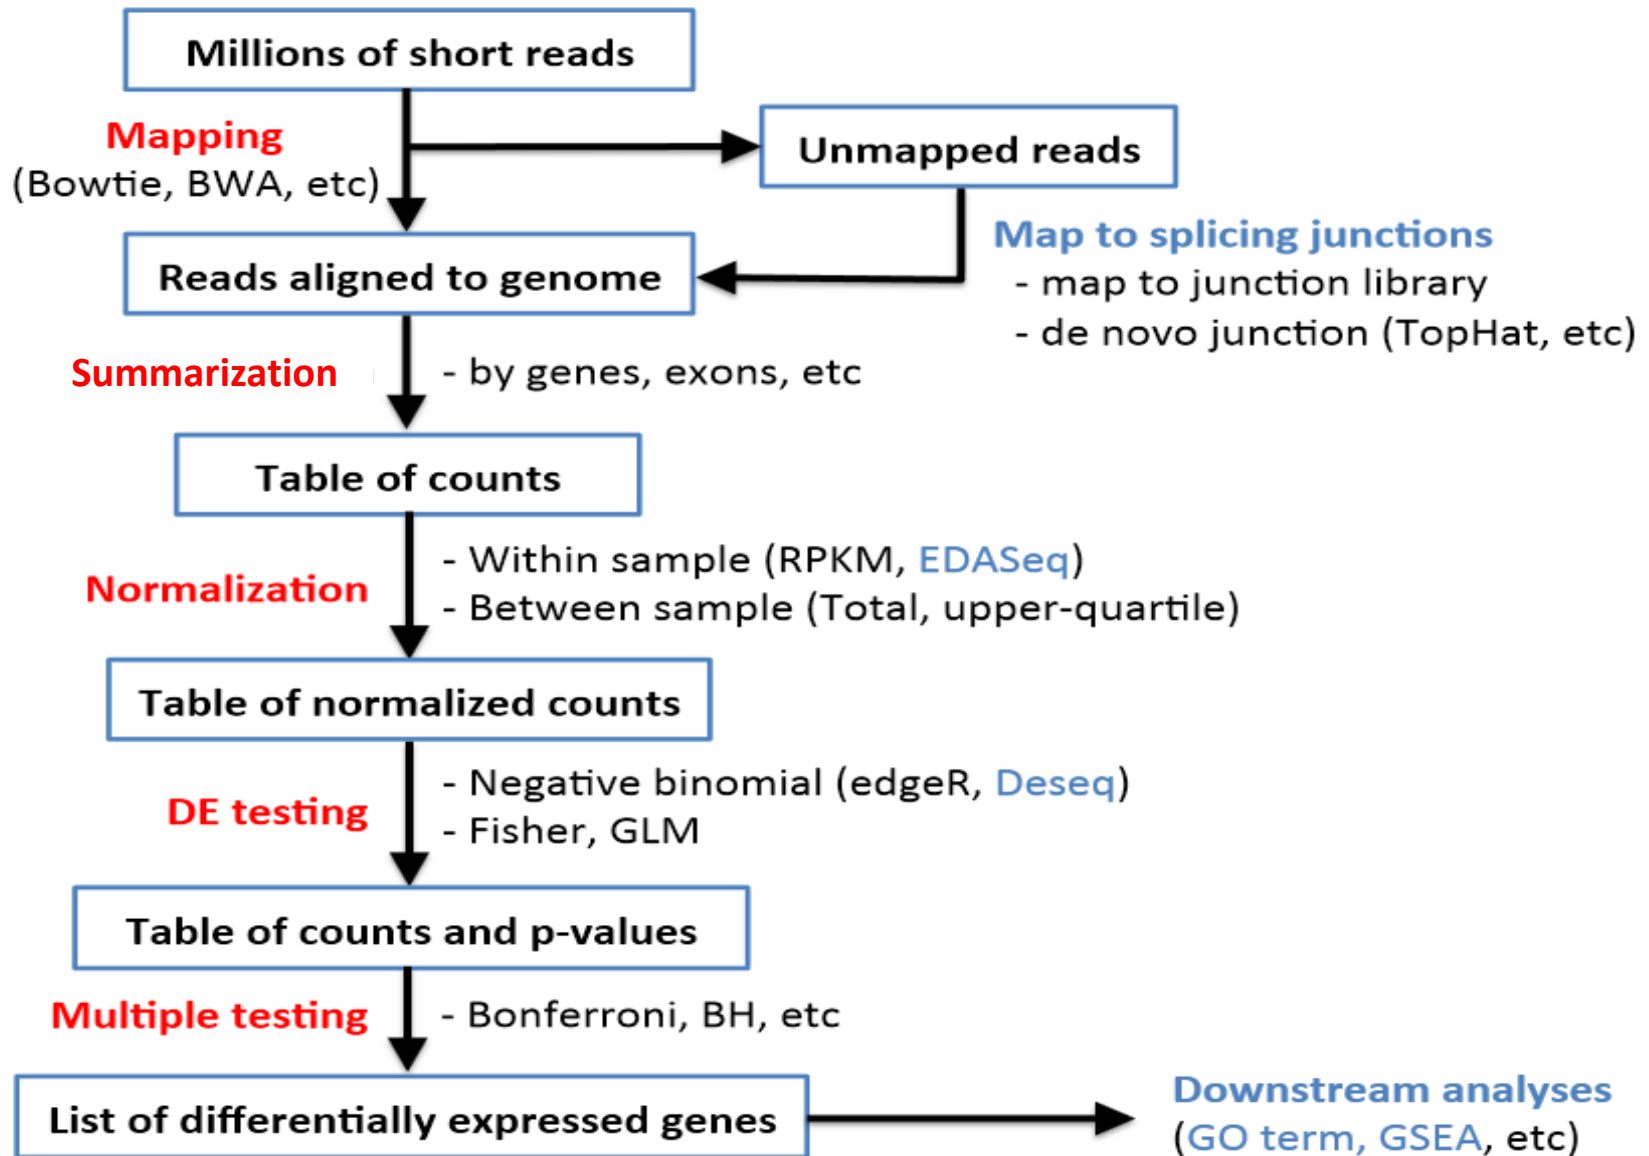 Millions of short reads
Mapping
(Bowtie, BWA, etc)
Unmapped reads
Map to splicing junctions
- map to junction library
- de novo junction (TopHat, etc)
Reads aligned to genome
Summarization
- by genes, exons, etc
Table of counts
Normalization
- Within sample (RPKM, EDASeq)
- Between sample (Total, upper-quartile)
Table of normalized counts
DE testing
- Negative binomial (edgeR, Deseq)
- Fisher, GLM
Table of counts and p-values
Multiple testing
- Bonferroni, BH, etc
List of differentially expressed genes
Downstream analyses
(GO term, GSEA, etc)